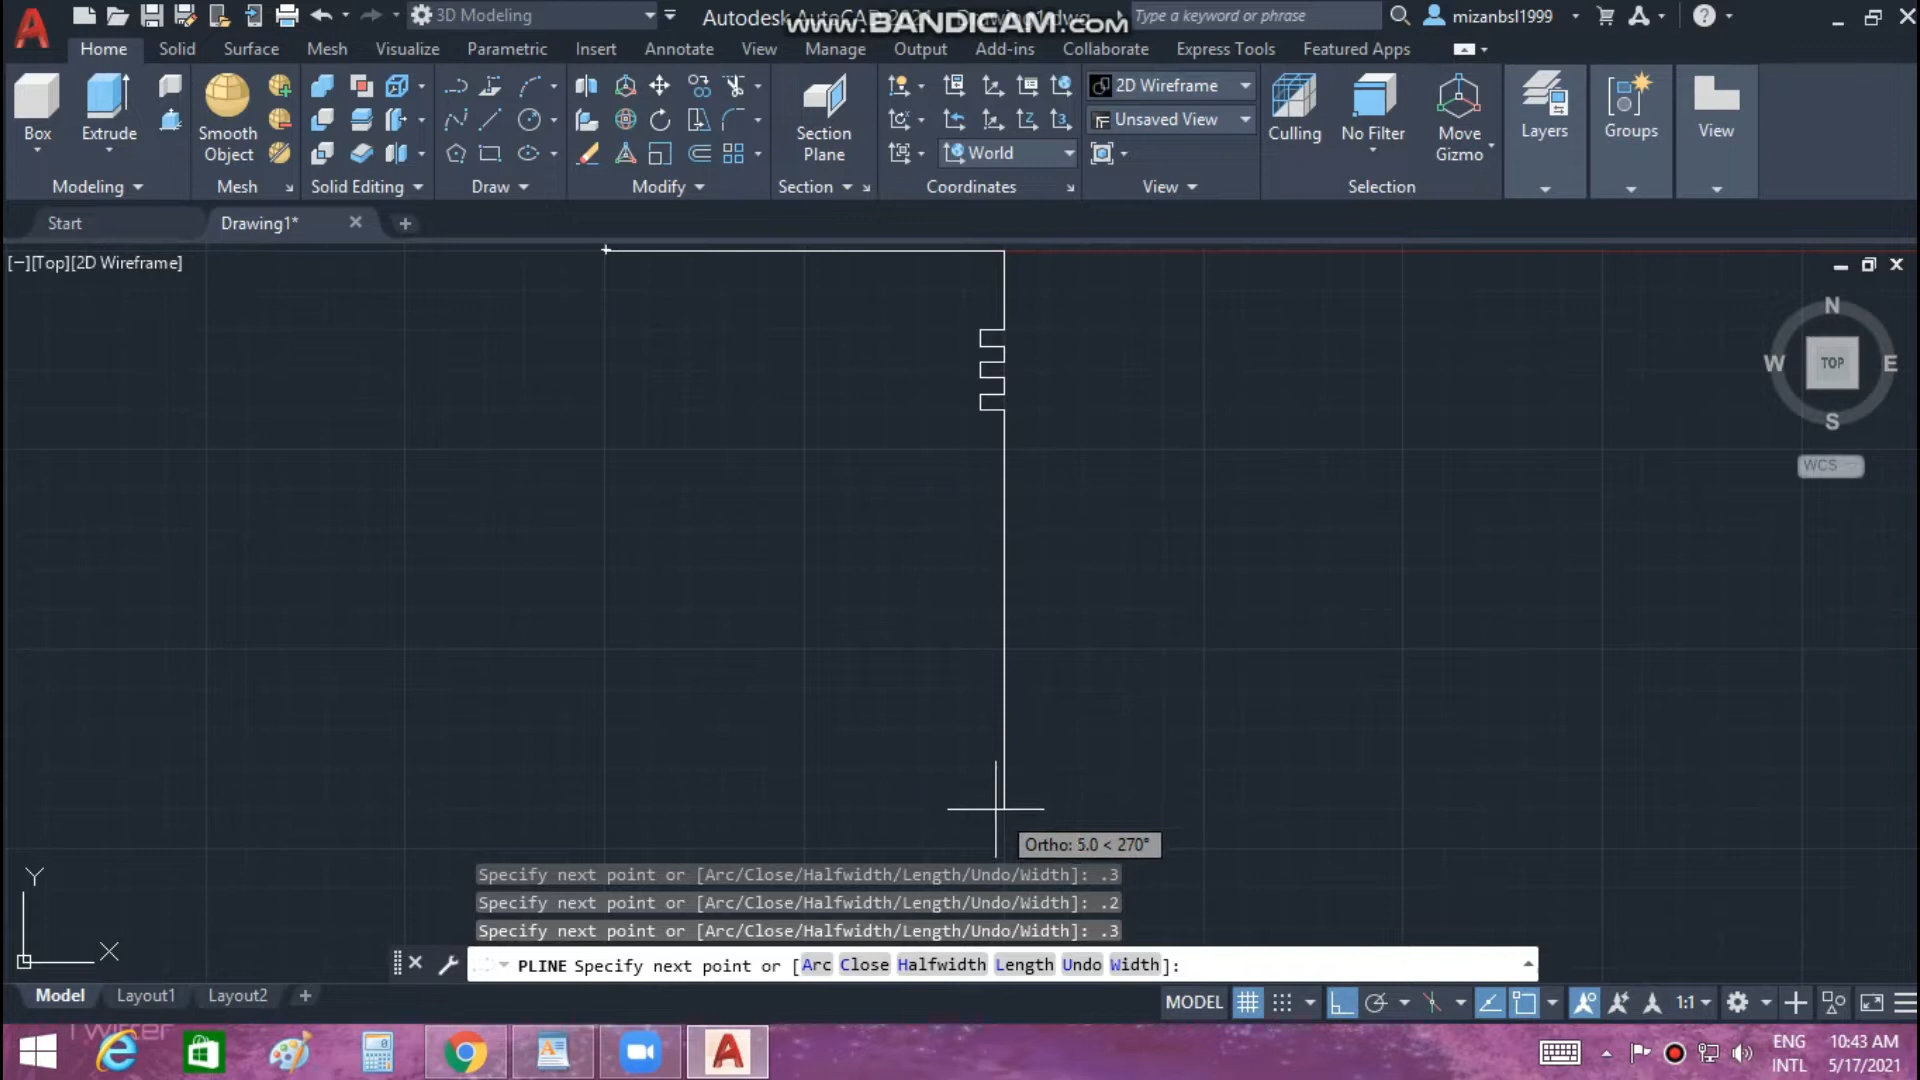 3D Modeling
Autodesk AutoCAD
www.BANDICAM.com
Type a keyword or phrase
mizanbsl1999
Home Solid Surface Mesh Visualize Parametric Insert Annotate View Manage Output Add-ins Collaborate Express Tools Featured Apps
2D Wireframe
Unsaved View
World
Box
Extrude
Smooth
Object
Section
Plane
Culling
No Filter
Move
Gizmo
Layers
Groups
View
Modeling Mesh Solid Editing Draw Modify Section Coordinates View Selection
Start
Drawing1*
[−][Top][2D Wireframe]
N
W
TOP
E
S
WCS
Ortho: 5.0 < 270°
Specify next point or [Arc/Close/Halfwidth/Length/Undo/Width]: .3
Specify next point or [Arc/Close/Halfwidth/Length/Undo/Width]: .2
Specify next point or [Arc/Close/Halfwidth/Length/Undo/Width]: .3
PLINE Specify next point or [Arc Close Halfwidth Length Undo Width]:
Y
X
Model Layout1 Layout2
MODEL
1:1
Twitter
ENG
INTL
10:43 AM
5/17/2021